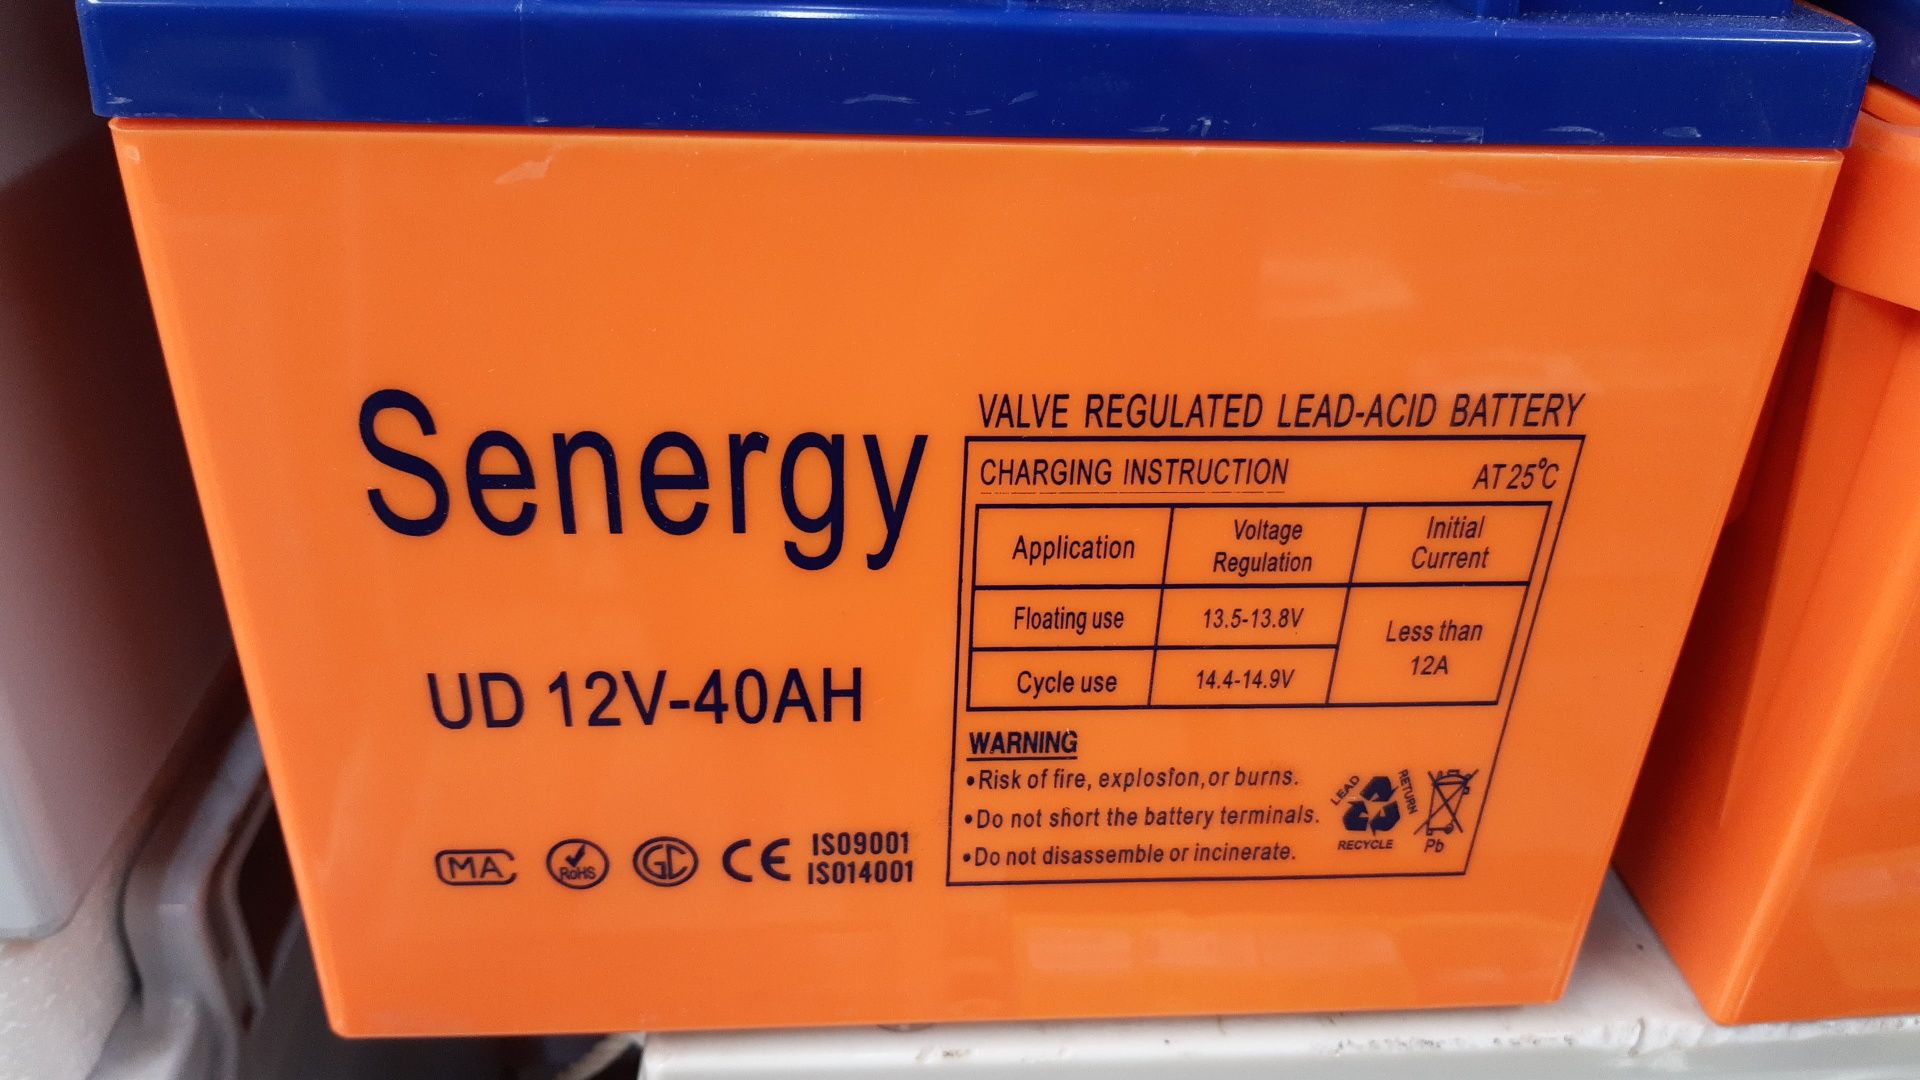 Senergy
UD 12V-40AH
MA
RoHS
GC
CE
ISO9001
ISO14001
VALVE REGULATED LEAD-ACID BATTERY
CHARGING INSTRUCTION AT 25°C
Application Voltage Regulation Initial Current
Floating use 13.5-13.8V Less than 12A
Cycle use 14.4-14.9V
WARNING
•Risk of fire, explosion, or burns.
•Do not short the battery terminals.
•Do not disassemble or incinerate.
LEAD RETURN
RECYCLE
Pb